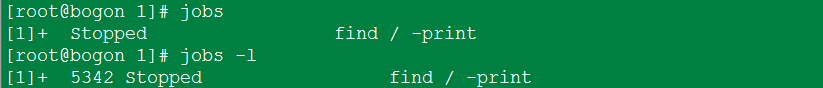 [root@bogon 1]# jobs
[1]+  Stopped                 find / -print
[root@bogon 1]# jobs -l
[1]+  5342 Stopped                 find / -print